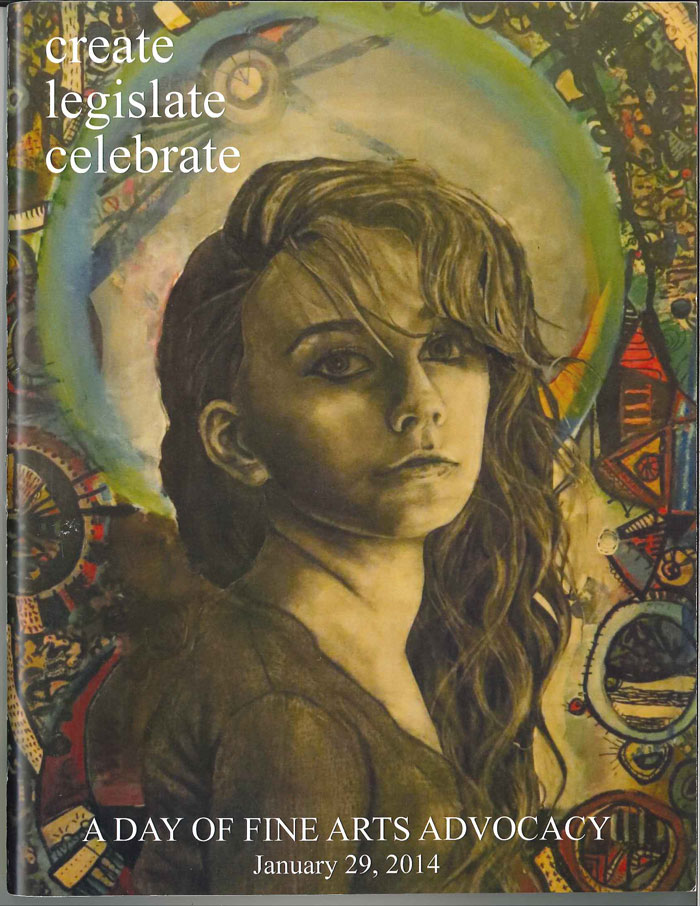 create
legislate
celebrate
A DAY OF FINE ARTS ADVOCACY
January 29, 2014